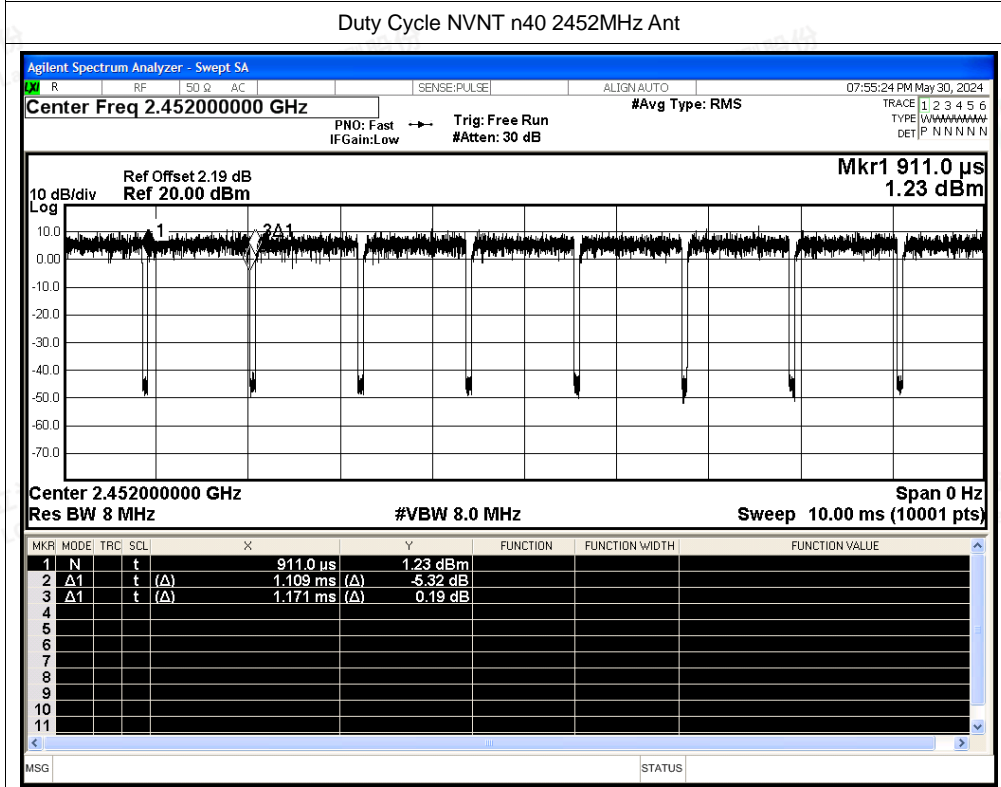 Duty Cycle NVNT n40 2452MHz Ant
Agilent Spectrum Analyzer - Swept SA
LXI R RF 50 Ω AC SENSE:PULSE ALIGN AUTO 07:55:24 PM May 30, 2024
Center Freq 2.452000000 GHz #Avg Type: RMS TRACE 1 2 3 4 5 6
PNO: Fast Trig: Free Run TYPE W
IFGain:Low #Atten: 30 dB DET P N N N N N
Mkr1 911.0 µs
Ref Offset 2.19 dB
10 dB/div Ref 20.00 dBm 1.23 dBm
Log
10.0
0.00
-10.0
-20.0
-30.0
-40.0
-50.0
-60.0
-70.0
1 3Δ1
Center 2.452000000 GHz Span 0 Hz
Res BW 8 MHz #VBW 8.0 MHz Sweep 10.00 ms (10001 pts)
MKR MODE TRC SCL X Y FUNCTION FUNCTION WIDTH FUNCTION VALUE
1 N t 911.0 µs 1.23 dBm
2 Δ1 t (Δ) 1.109 ms (Δ) -5.32 dB
3 Δ1 t (Δ) 1.171 ms (Δ) 0.19 dB
4
5
6
7
8
9
10
11
MSG STATUS